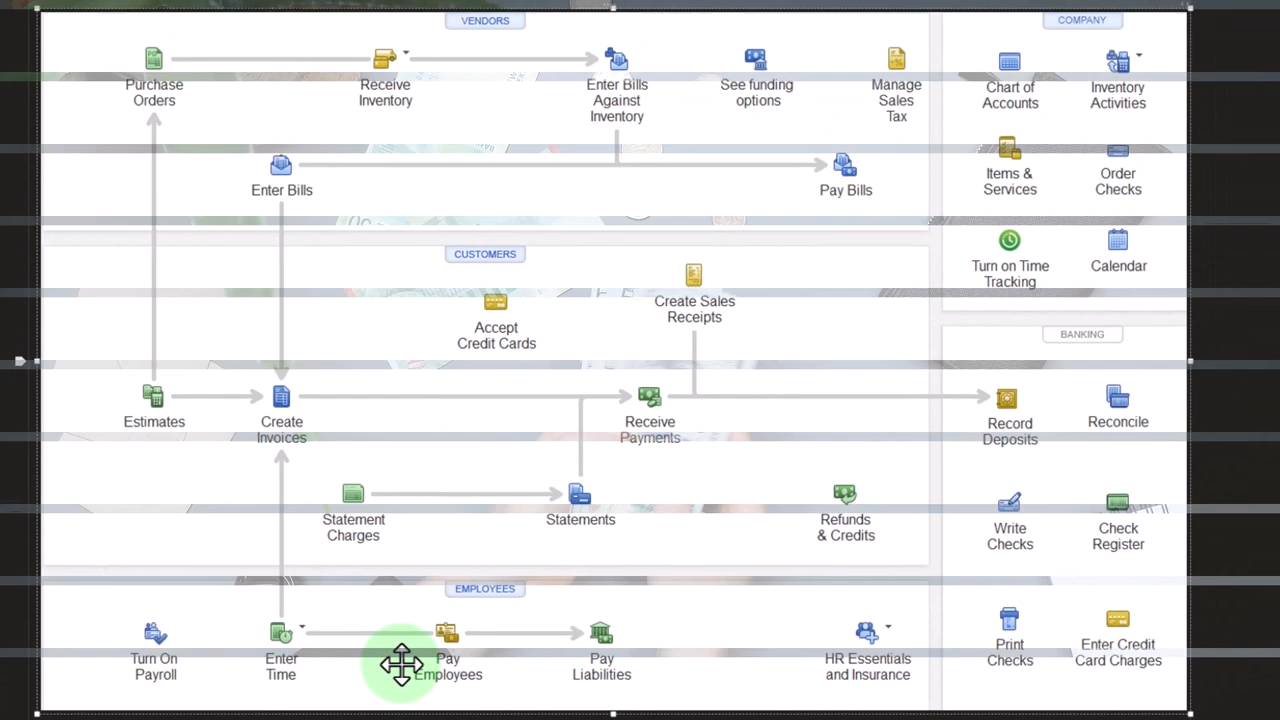 VENDORS
Purchase
Orders
Receive
Inventory
Enter Bills
Against
Inventory
See funding
options
Manage
Sales
Tax
Enter Bills
Pay Bills
COMPANY
Chart of
Accounts
Inventory
Activities
Items &
Services
Order
Checks
Turn on Time
Tracking
Calendar
CUSTOMERS
Create Sales
Receipts
Accept
Credit Cards
Estimates
Create
Invoices
Receive
Payments
Statement
Charges
Statements
Refunds
& Credits
BANKING
Record
Deposits
Reconcile
Write
Checks
Check
Register
Print
Checks
Enter Credit
Card Charges
EMPLOYEES
Turn On
Payroll
Enter
Time
Pay
Employees
Pay
Liabilities
HR Essentials
and Insurance